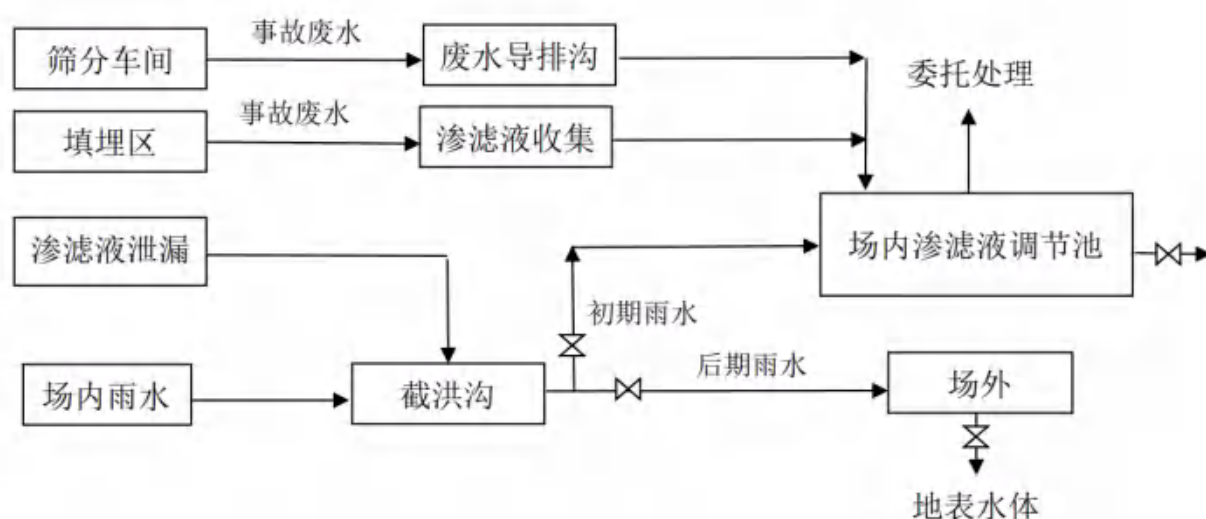 筛分车间
事故废水
废水导排沟
委托处理
填埋区
事故废水
渗滤液收集
渗滤液泄漏
场内渗滤液调节池
初期雨水
场内雨水
截洪沟
后期雨水
场外
地表水体